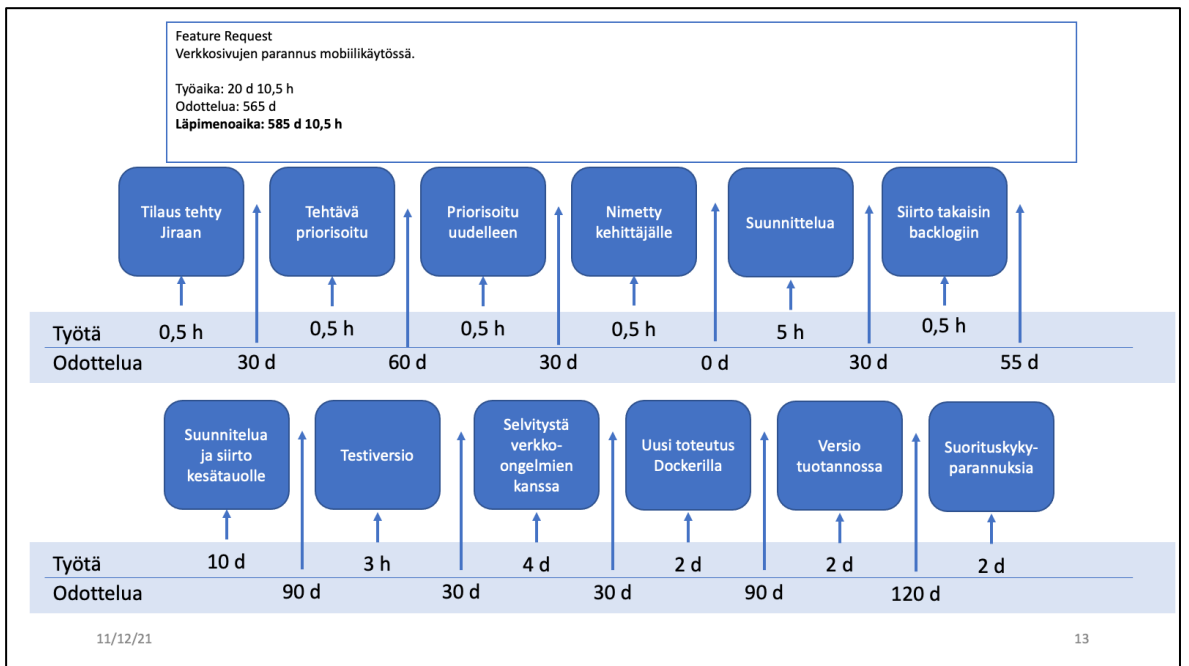 Feature Request
Verkkosivujen parannus mobiilikäytössä.
Työaika: 20 d 10,5 h
Odottelua: 565 d
Läpimenoaika: 585 d 10,5 h
Tilaus tehty
Jiraan
Tehtävä
priorisoitu
Priorisoitu
uudelleen
Nimetty
kehittäjälle
Suunnittelua
Siirto takaisin
backlogiin
Työtä 0,5 h 0,5 h 0,5 h 0,5 h 5 h 0,5 h
Odottelua 30 d 60 d 30 d 0 d 30 d 55 d
Suunnitelua
ja siirto
kesätauolle
Testiversio
Selvitystä
verkko-
ongelmien
kanssa
Uusi toteutus
Dockerilla
Versio
tuotannossa
Suorituskyky-
parannuksia
Työtä 10 d 3 h 4 d 2 d 2 d 2 d
Odottelua 90 d 30 d 30 d 90 d 120 d
11/12/21 13